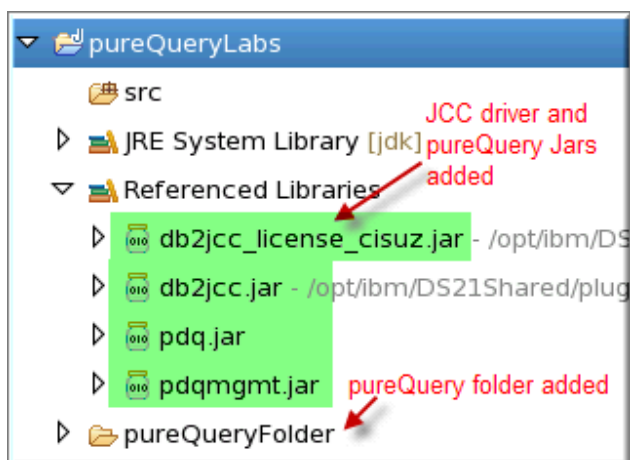 pureQueryLabs
src
JRE System Library [jdk]
JCC driver and
pureQuery Jars
added
Referenced Libraries
db2jcc_license_cisuz.jar - /opt/ibm/DS
db2jcc.jar - /opt/ibm/DS21Shared/plug
pdq.jar
pdqmgmt.jar
pureQuery folder added
pureQueryFolder